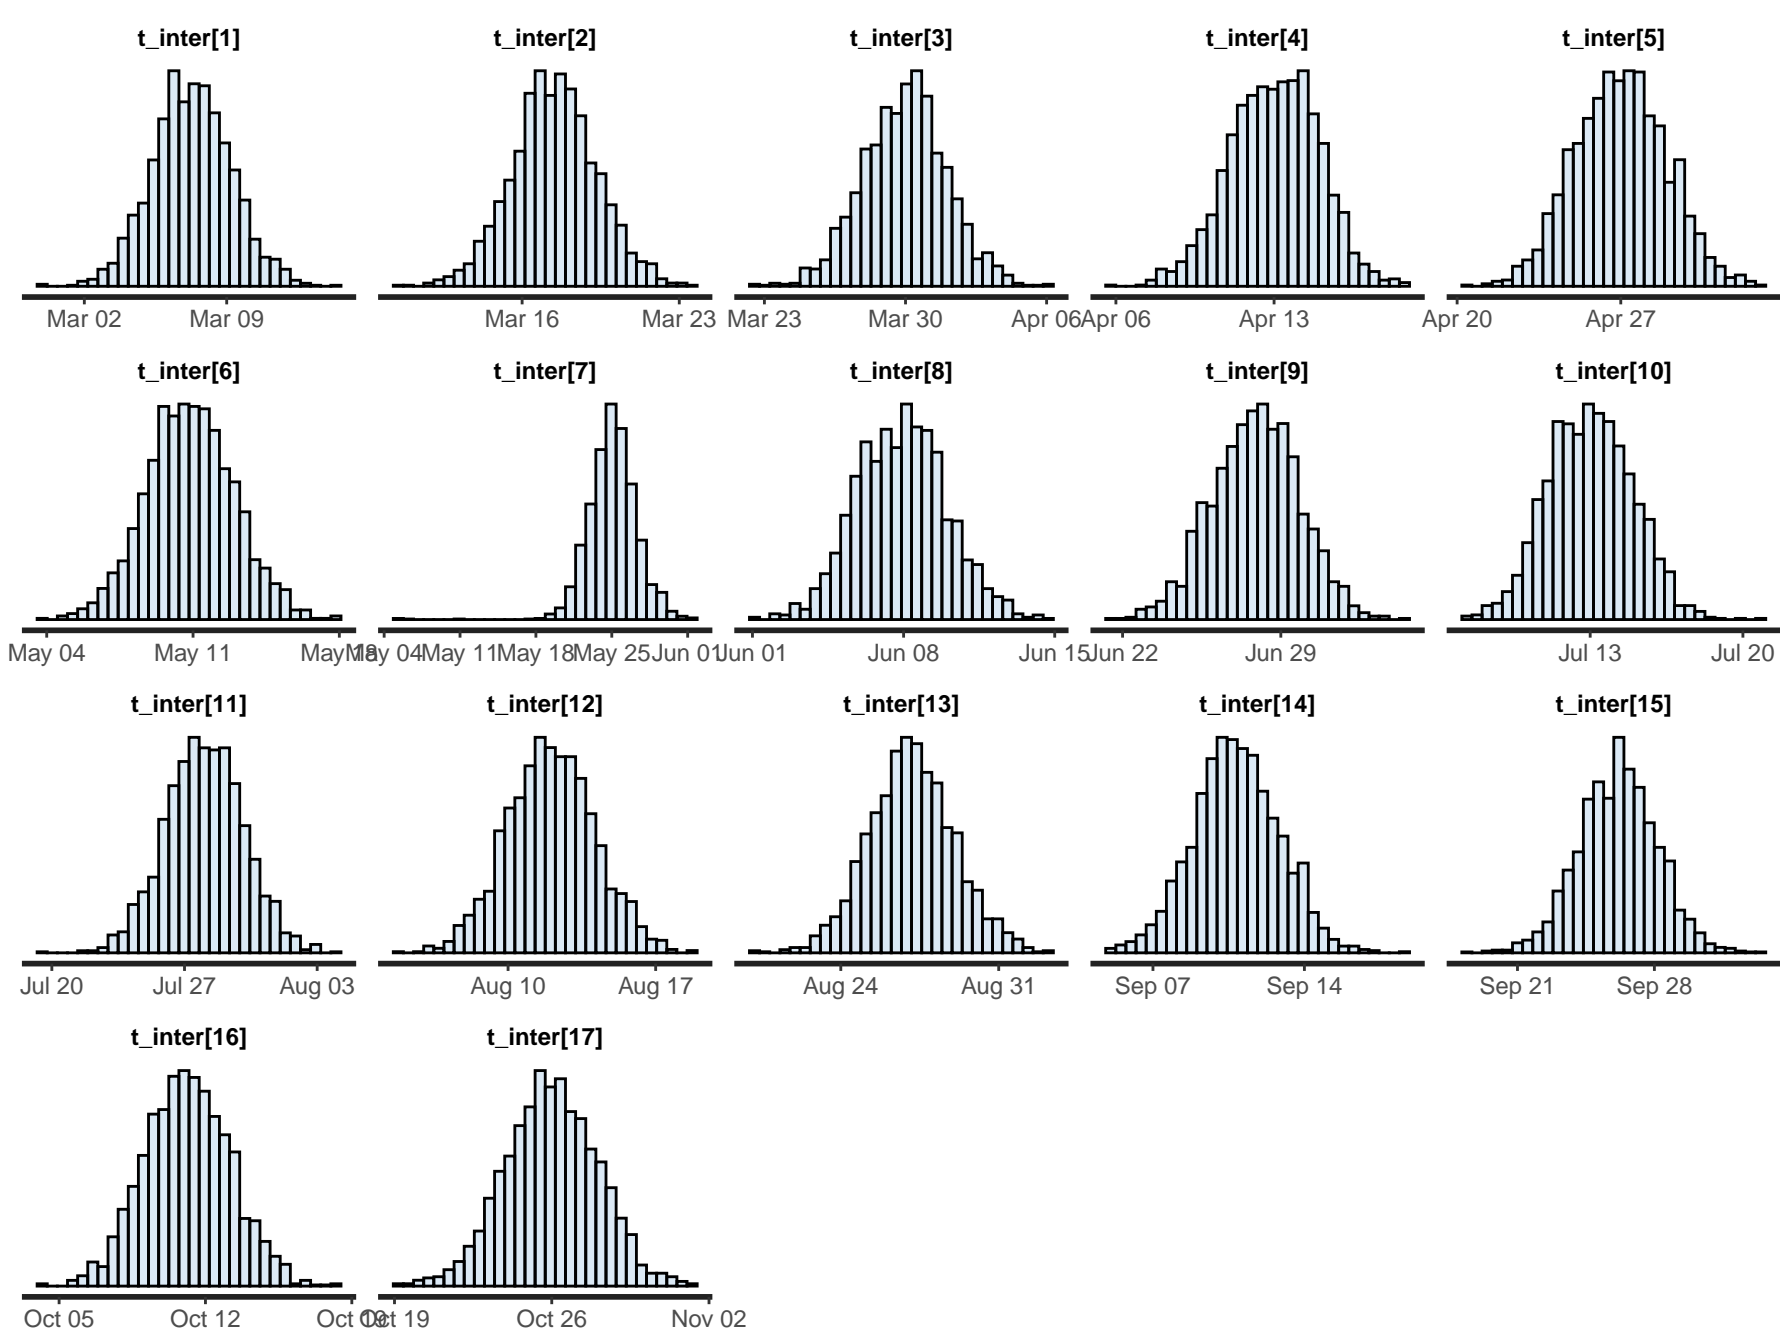 t_inter[1] t_inter[2] t_inter[3] t_inter[4] t_inter[5]
Mar 02 Mar 09 Mar 16 Mar 23 Mar 23 Mar 30 Apr 06 Apr 06 Apr 13 Apr 20 Apr 27
t_inter[6] t_inter[7] t_inter[8] t_inter[9] t_inter[10]
May 04 May 11 May 18 May 04 May 11 May 18 May 25 Jun 01 Jun 01 Jun 08 Jun 15 Jun 22 Jun 29 Jul 13 Jul 20
t_inter[11] t_inter[12] t_inter[13] t_inter[14] t_inter[15]
Jul 20 Jul 27 Aug 03 Aug 10 Aug 17 Aug 24 Aug 31 Sep 07 Sep 14 Sep 21 Sep 28
t_inter[16] t_inter[17]
Oct 05 Oct 12 Oct 19 Oct 19 Oct 26 Nov 02